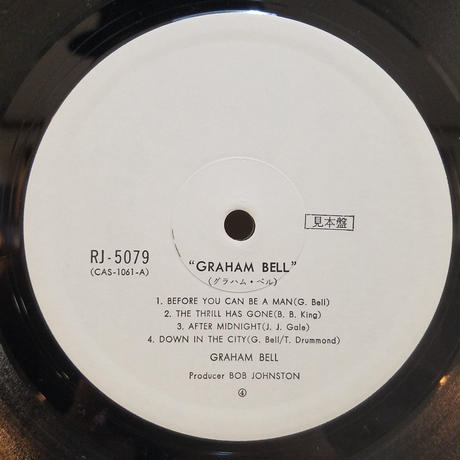 見本盤
RJ-5079
(CAS-1061-A)
"GRAHAM BELL"
(グラハム・ベル)
1. BEFORE YOU CAN BE A MAN(G. Bell)
2. THE THRILL HAS GONE(B. B. King)
3. AFTER MIDNIGHT(J. J. Gale)
4. DOWN IN THE CITY(G. Bell/T. Drummond)
GRAHAM BELL
Producer BOB JOHNSTON
④